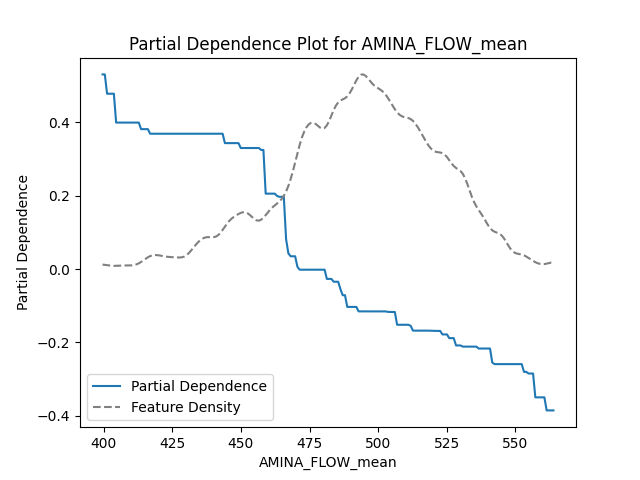 Partial Dependence Plot for AMINA_FLOW_mean
Partial Dependence
0.4
0.2
0.0
−0.2
−0.4
Partial Dependence
Feature Density
400 425 450 475 500 525 550
AMINA_FLOW_mean